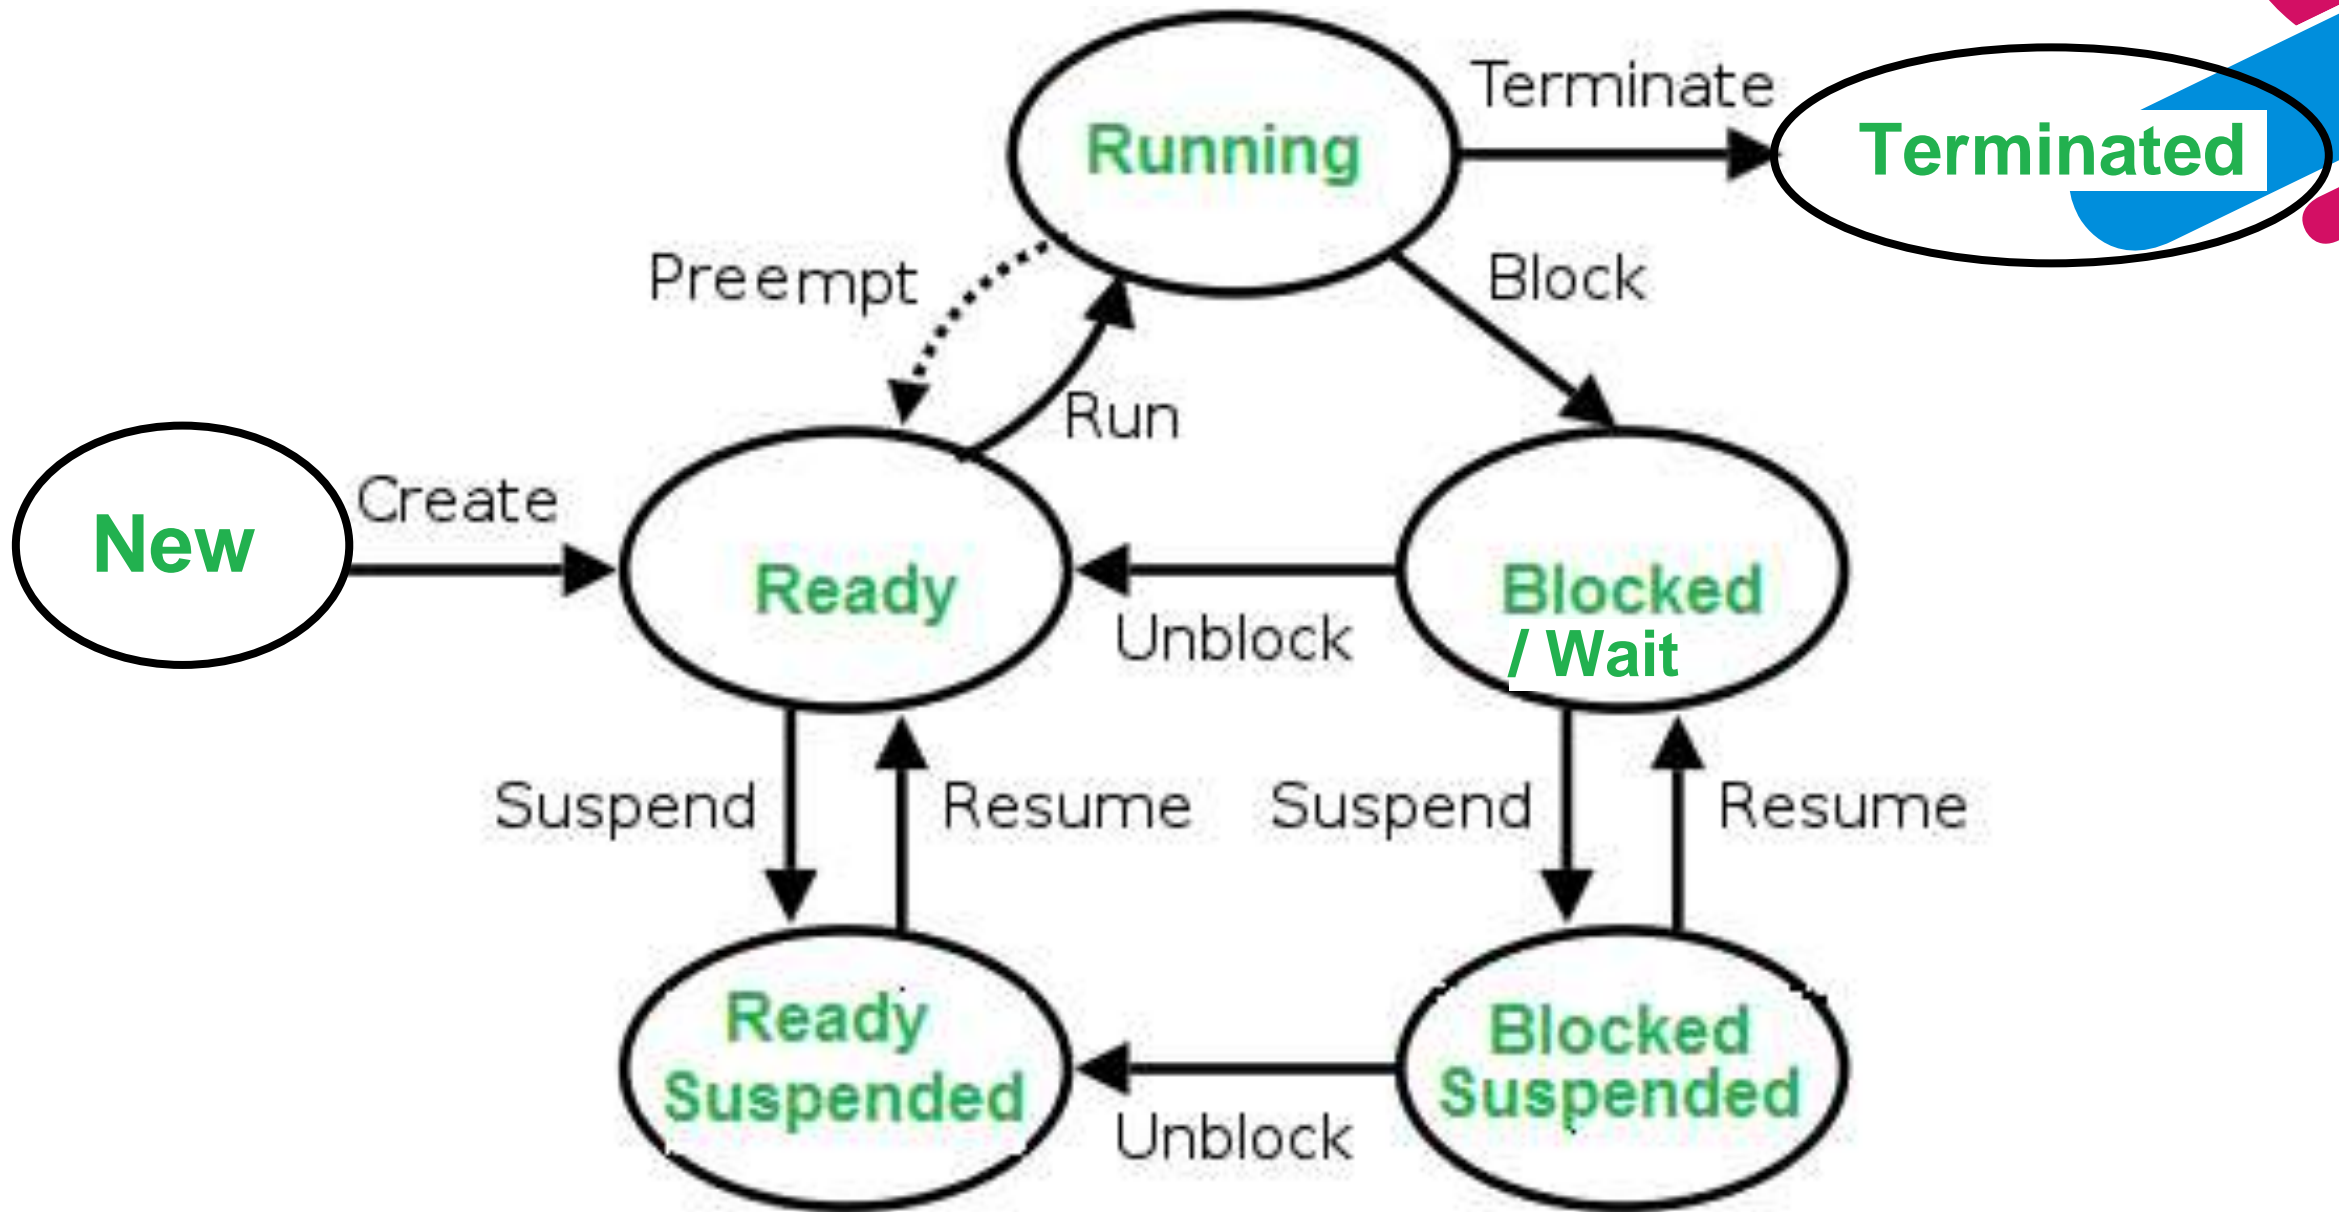 Running
Terminate
Terminated
Preempt
Block
Run
New
Create
Ready
Unblock
Blocked
/ Wait
Suspend
Resume
Suspend
Resume
Ready
Suspended
Unblock
Blocked
Suspended